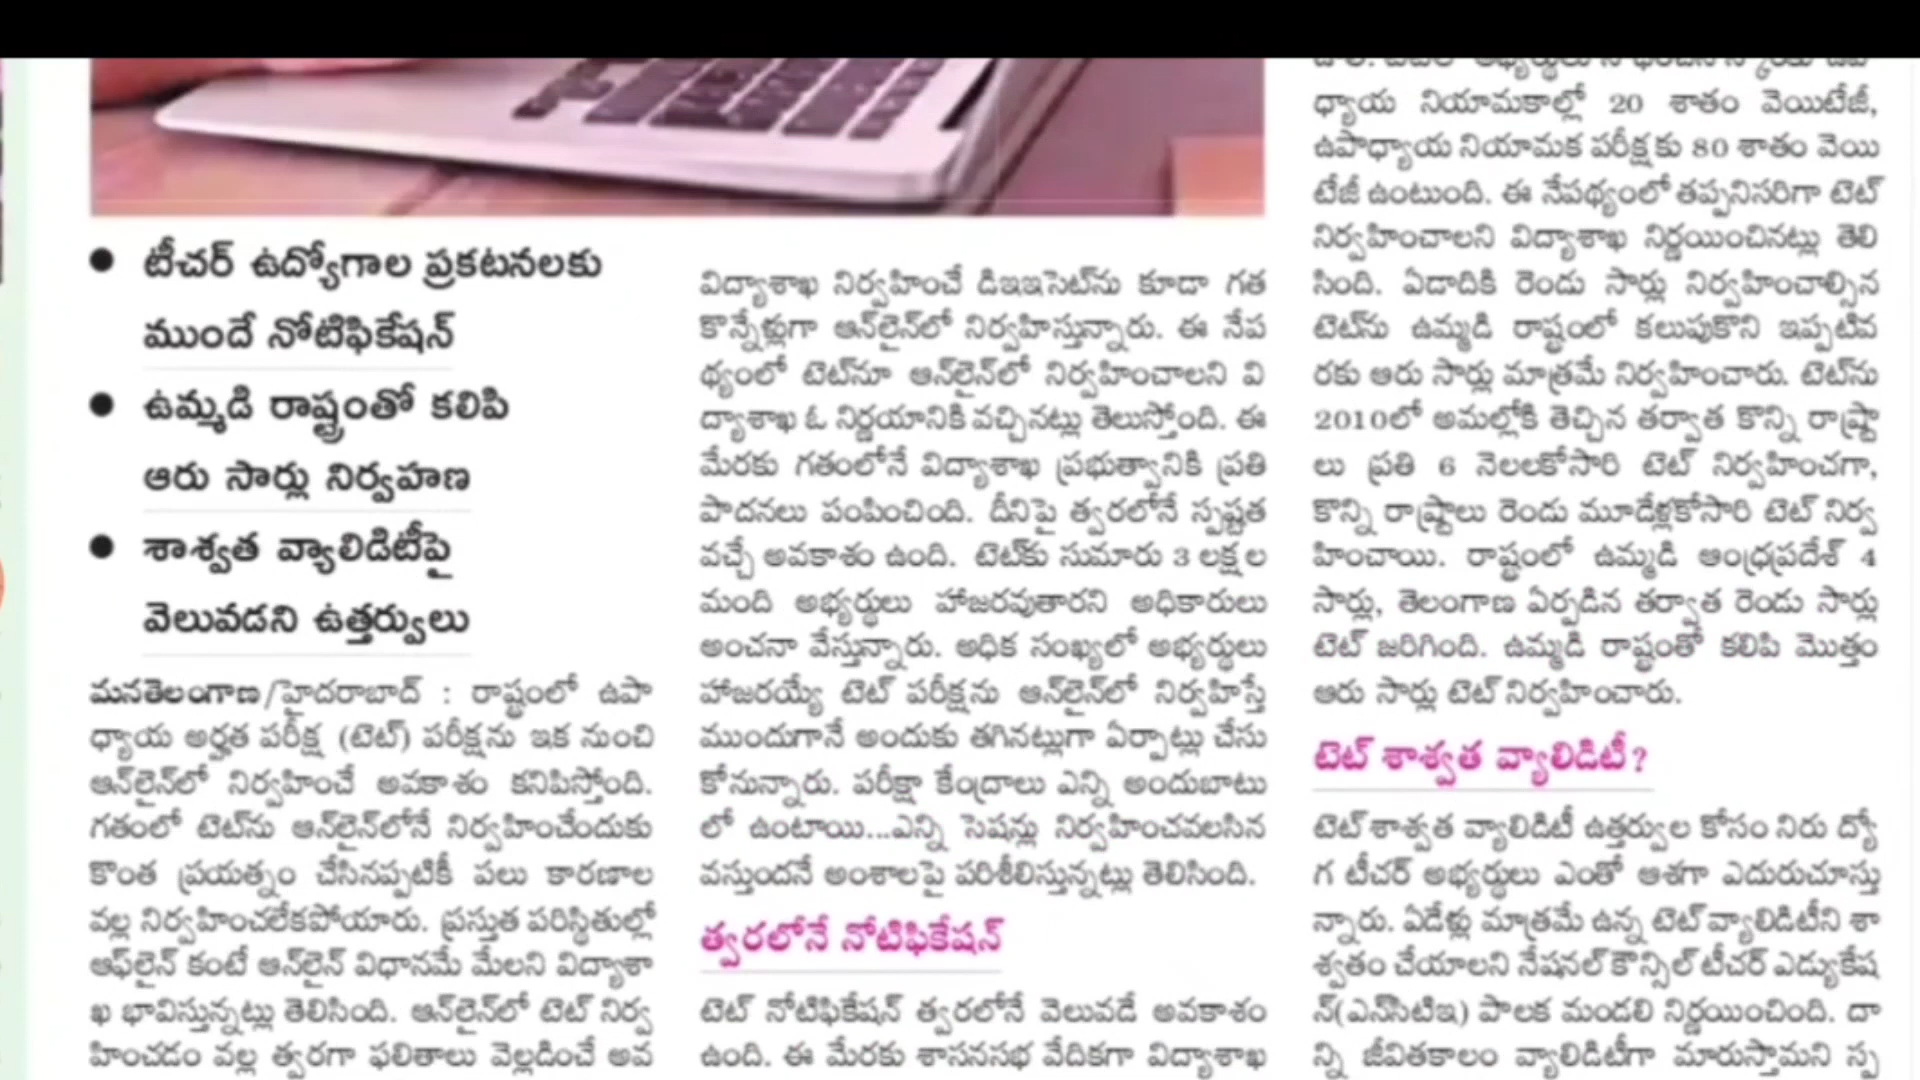 ● టీచర్ ఉద్యోగాల ప్రకటనలకు
ముందే నోటిఫికేషన్
● ఉమ్మడి రాష్ట్రంతో కలిపి
ఆరు సార్లు నిర్వహణ
● శాశ్వత వ్యాలిడిటీపై
వెలువడని ఉత్తర్వులు
మనతెలంగాణ/హైదరాబాద్ : రాష్ట్రంలో ఉపా
ధ్యాయ అర్హత పరీక్ష (టెట్) పరీక్షను ఇక నుంచి
ఆన్‌లైన్‌లో నిర్వహించే అవకాశం కనిపిస్తోంది.
గతంలో టెట్‌ను ఆన్‌లైన్‌లోనే నిర్వహించేందుకు
కొంత ప్రయత్నం చేసినప్పటికీ పలు కారణాల
వల్ల నిర్వహించలేకపోయారు. ప్రస్తుత పరిస్థితుల్లో
ఆఫ్‌లైన్ కంటే ఆన్‌లైన్ విధానమే మేలని విద్యాశా
ఖ భావిస్తున్నట్లు తెలిసింది. ఆన్‌లైన్‌లో టెట్ నిర్వ
హించడం వల్ల త్వరగా ఫలితాలు వెల్లడించే అవ
విద్యాశాఖ నిర్వహించే డిఇఇసెట్‌ను కూడా గత
కొన్నేళ్లుగా ఆన్‌లైన్‌లో నిర్వహిస్తున్నారు. ఈ నేప
థ్యంలో టెట్‌నూ ఆన్‌లైన్‌లో నిర్వహించాలని వి
ద్యాశాఖ ఓ నిర్ణయానికి వచ్చినట్లు తెలుస్తోంది. ఈ
మేరకు గతంలోనే విద్యాశాఖ ప్రభుత్వానికి ప్రతి
పాదనలు పంపించింది. దీనిపై త్వరలోనే స్పష్టత
వచ్చే అవకాశం ఉంది. టెట్‌కు సుమారు 3 లక్షల
మంది అభ్యర్థులు హాజరవుతారని అధికారులు
అంచనా వేస్తున్నారు. అధిక సంఖ్యలో అభ్యర్థులు
హాజరయ్యే టెట్ పరీక్షను ఆన్‌లైన్‌లో నిర్వహిస్తే
ముందుగానే అందుకు తగినట్లుగా ఏర్పాట్లు చేసు
కోనున్నారు. పరీక్షా కేంద్రాలు ఎన్ని అందుబాటు
లో ఉంటాయి...ఎన్ని సెషన్లు నిర్వహించవలసిన
వస్తుందనే అంశాలపై పరిశీలిస్తున్నట్లు తెలిసింది.
త్వరలోనే నోటిఫికేషన్
టెట్ నోటిఫికేషన్ త్వరలోనే వెలువడే అవకాశం
ఉంది. ఈ మేరకు శాసనసభ వేదికగా విద్యాశాఖ
ధ్యాయ నియామకాల్లో 20 శాతం వెయిటేజీ,
ఉపాధ్యాయ నియామక పరీక్షకు 80 శాతం వెయి
టేజీ ఉంటుంది. ఈ నేపథ్యంలో తప్పనిసరిగా టెట్
నిర్వహించాలని విద్యాశాఖ నిర్ణయించినట్లు తెలి
సింది. ఏడాదికి రెండు సార్లు నిర్వహించాల్సిన
టెట్‌ను ఉమ్మడి రాష్ట్రంలో కలుపుకొని ఇప్పటివ
రకు ఆరు సార్లు మాత్రమే నిర్వహించారు. టెట్‌ను
2010లో అమల్లోకి తెచ్చిన తర్వాత కొన్ని రాష్ట్రా
లు ప్రతి 6 నెలలకోసారి టెట్ నిర్వహించగా,
కొన్ని రాష్ట్రాలు రెండు మూడేళ్లకోసారి టెట్ నిర్వ
హించాయి. రాష్ట్రంలో ఉమ్మడి ఆంధ్రప్రదేశ్ 4
సార్లు, తెలంగాణ ఏర్పడిన తర్వాత రెండు సార్లు
టెట్ జరిగింది. ఉమ్మడి రాష్ట్రంతో కలిపి మొత్తం
ఆరు సార్లు టెట్ నిర్వహించారు.
టెట్ శాశ్వత వ్యాలిడిటీ?
టెట్ శాశ్వత వ్యాలిడిటీ ఉత్తర్వుల కోసం నిరు ద్యో
గ టీచర్ అభ్యర్థులు ఎంతో ఆశగా ఎదురుచూస్తు
న్నారు. ఏడేళ్లు మాత్రమే ఉన్న టెట్ వ్యాలిడిటీని శా
శ్వతం చేయాలని నేషనల్ కౌన్సిల్ టీచర్ ఎడ్యుకేష
న్(ఎన్‌సిటిఇ) పాలక మండలి నిర్ణయించింది. దా
న్ని జీవితకాలం వ్యాలిడిటీగా మారుస్తామని స్ప